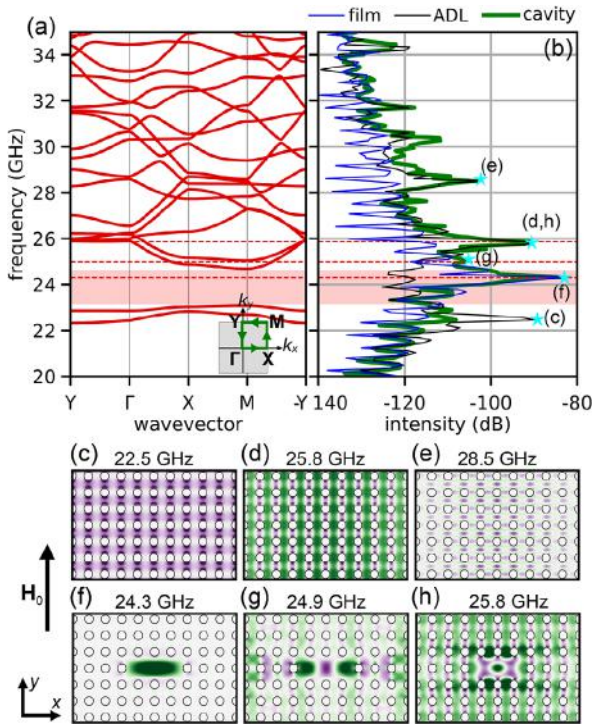 film ADL cavity
(a)
(b)
34
32
30
28
26
24
22
20
frequency (GHz)
Y Γ X M -Y
wavevector
k_y
Y M
Γ X k_x
(e)
(d,h)
(g)
(f)
(c)
140 -120 -100 -80
intensity (dB)
(c) 22.5 GHz (d) 25.8 GHz (e) 28.5 GHz
H₀
(f) 24.3 GHz (g) 24.9 GHz (h) 25.8 GHz
y
x